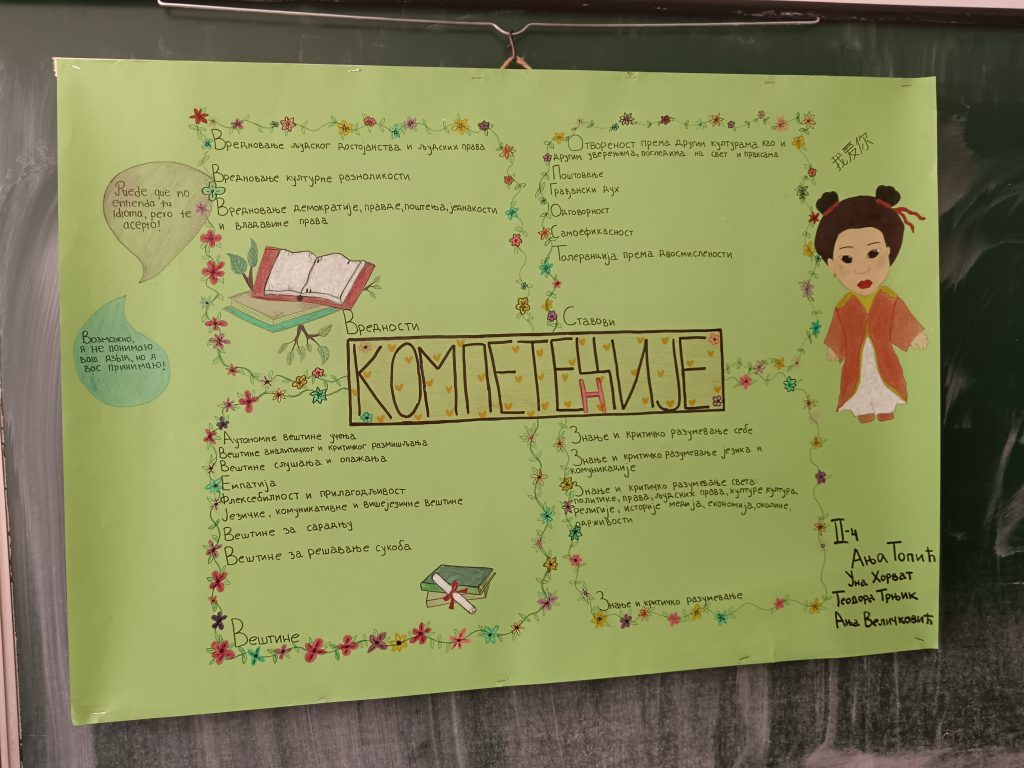 Вредновање људског достојанства и људских права
Вредновање културне разноликости
Вредновање демократије, правде, поштења, једнакости
и владавине права
Вредности
Отвореност према другим културама као и
другим уверењима, погледима на свет и праксама
Поштовање
Грађански дух
Одговорност
Самоефикасност
Толеранција према двосмислености
Ставови
我爱你
Puede que no
entienda tu
idioma, pero te
acepto!
Возможно,
я не понимаю
ваш язык, но я
вас принимаю!
КОМПЕТЕНЦИЈЕ
Аутономне вештине учења
Вештине аналитичког и критичког размишљања
Вештине слушања и опажања
Емпатија
Флексебилност и прилагодљивост
Језичке, комуникативне и вишејезичне вештине
Вештине за сарадњу
Вештине за решавање сукоба
Вештине
Знање и критичко разумевање себе
Знање и критичко разумевање језика и
комуникације
Знање и критичко разумевање света:
политике, права, људских права, културе култура,
религије, историје медија, економија, околине,
одрживости
Знање и критичко разумевање
II-4
Ања Топић
Уна Хорват
Теодора Трњик
Ања Величковић